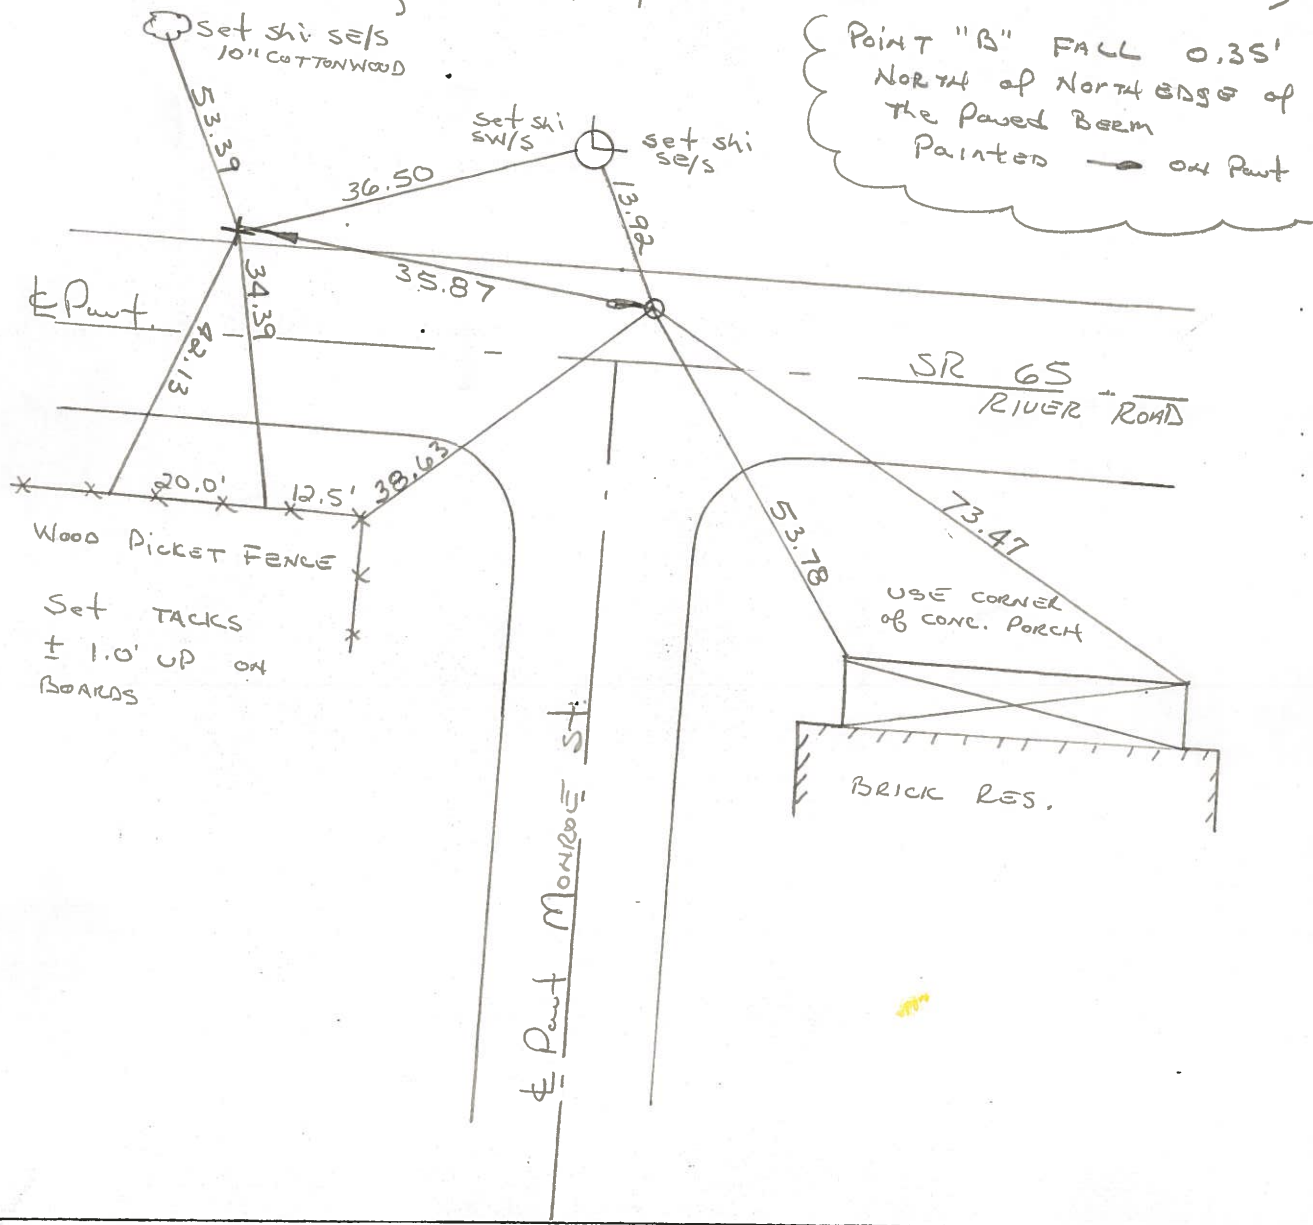 Set shi SE/S
10" COTTONWOOD
53.39
set shi
SW/S
set shi
SE/S
POINT "B" FALL 0.35'
NORTH of NORTH EDGE of
The Paved BERM
PAINTED ON Pavt
36.50
13.92
35.87
34.39
42.13
℄ Pavt.
SR 65
RIVER ROAD
20.0'
12.5'
38.63
WOOD PICKET FENCE
Set TACKS
± 1.0' UP ON
BOARDS
53.78
73.47
USE CORNER
of CONC. PORCH
BRICK RES.
℄ Pavt MONROE St.